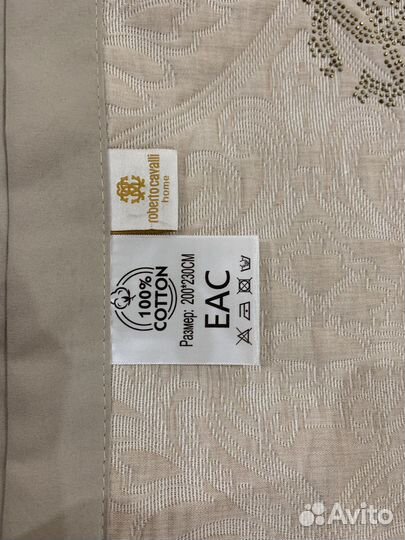 roberto cavalli
home
100%
COTTON
Размер: 200*230СМ
EAC
Avito